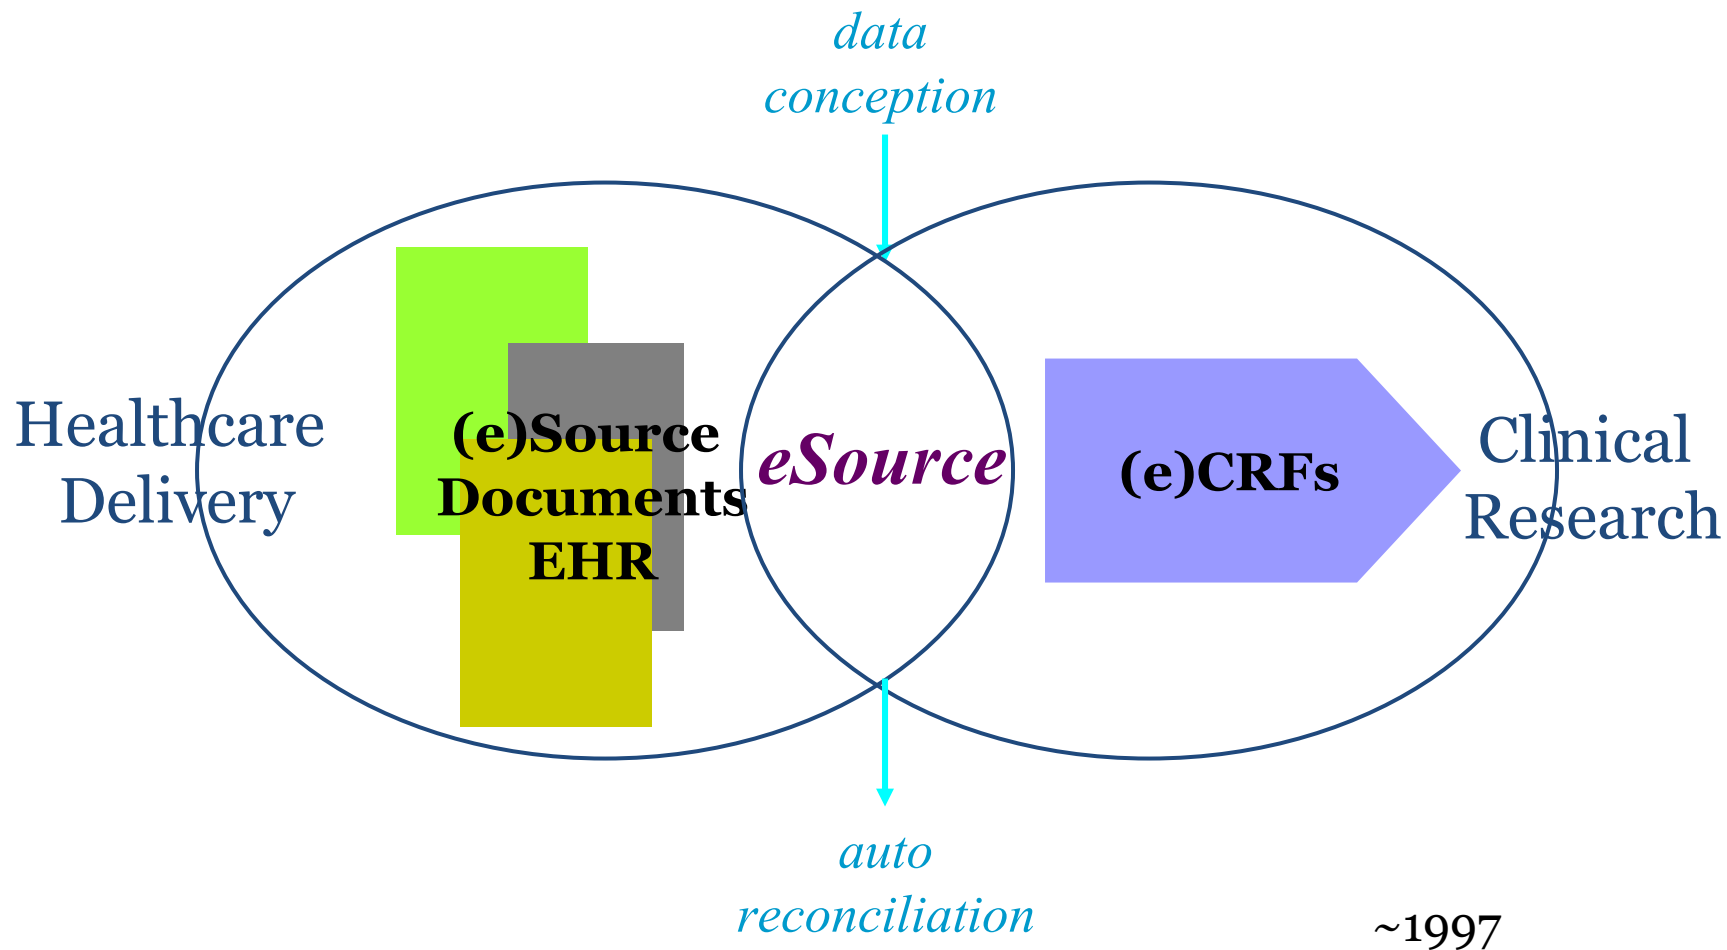 data
conception
Healthcare
Delivery
(e)Source
Documents
EHR
eSource
(e)CRFs
Clinical
Research
auto
reconciliation
~1997